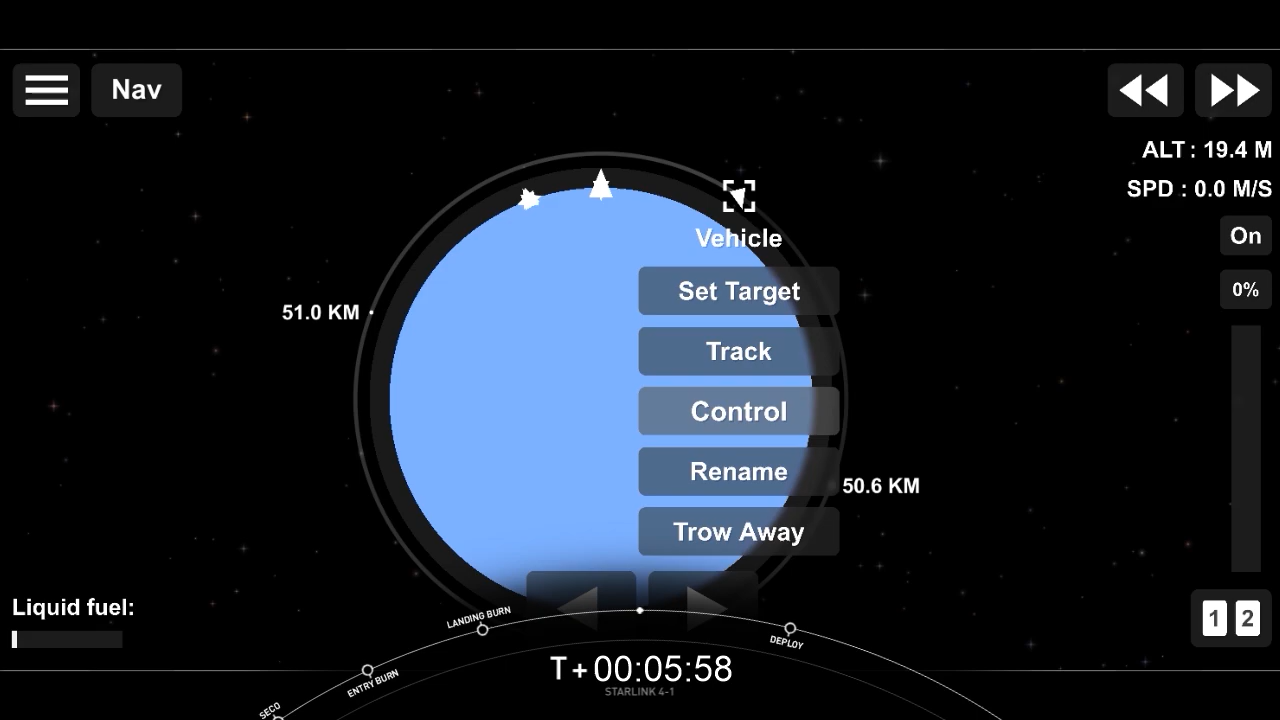 Nav
ALT : 19.4 M
SPD : 0.0 M/S
On
0%
Vehicle
Set Target
51.0 KM
Track
Control
Rename
50.6 KM
Trow Away
Liquid fuel:
1 2
LANDING BURN
DEPLOY
ENTRY BURN
SECO
T+00:05:58
STARLINK 4-1